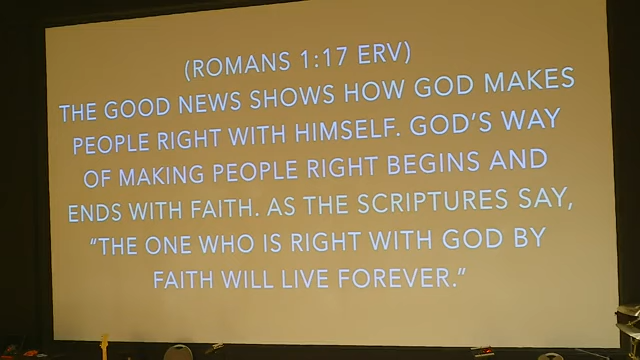 (ROMANS 1:17 ERV)
THE GOOD NEWS SHOWS HOW GOD MAKES
PEOPLE RIGHT WITH HIMSELF. GOD'S WAY
OF MAKING PEOPLE RIGHT BEGINS AND
ENDS WITH FAITH. AS THE SCRIPTURES SAY,
“THE ONE WHO IS RIGHT WITH GOD BY
FAITH WILL LIVE FOREVER.”